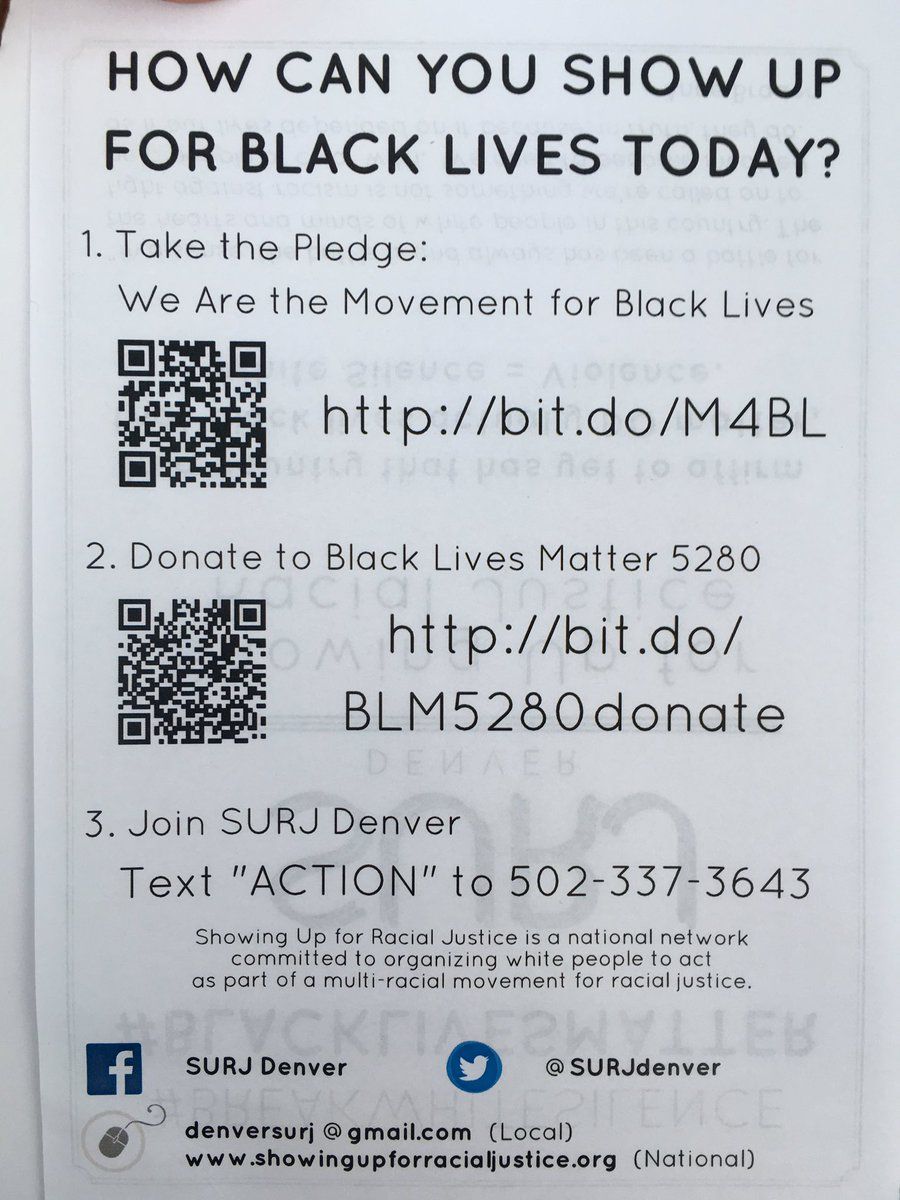 HOW CAN YOU SHOW UP
FOR BLACK LIVES TODAY?
1. Take the Pledge:
We Are the Movement for Black Lives
http://bit.do/M4BL
2. Donate to Black Lives Matter 5280
http://bit.do/
BLM5280donate
3. Join SURJ Denver
Text "ACTION" to 502-337-3643
Showing Up for Racial Justice is a national network
committed to organizing white people to act
as part of a multi-racial movement for racial justice.
SURJ Denver @SURJdenver
denversurj @ gmail.com (Local)
www.showingupforracialjustice.org (National)
DENVER
SURJ
#BLACKLIVESMATTER
#BREAKWHITESILENCE